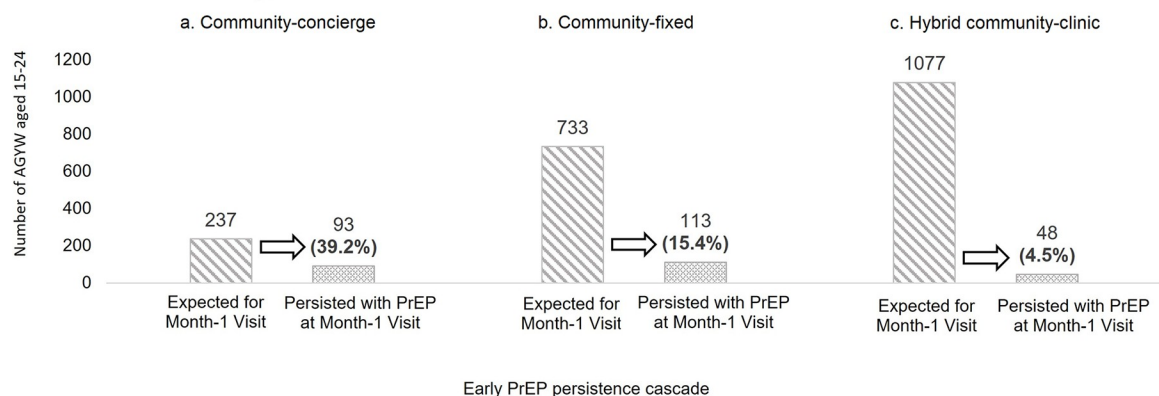 a. Community-concierge
b. Community-fixed
c. Hybrid community-clinic
Number of AGYW aged 15-24
1200
1000
800
600
400
200
0
237
93
(39.2%)
Expected for
Month-1 Visit
Persisted with PrEP
at Month-1 Visit
733
113
(15.4%)
Expected for
Month-1 Visit
Persisted with PrEP
at Month-1 Visit
1077
48
(4.5%)
Expected for
Month-1 Visit
Persisted with PrEP
at Month-1 Visit
Early PrEP persistence cascade